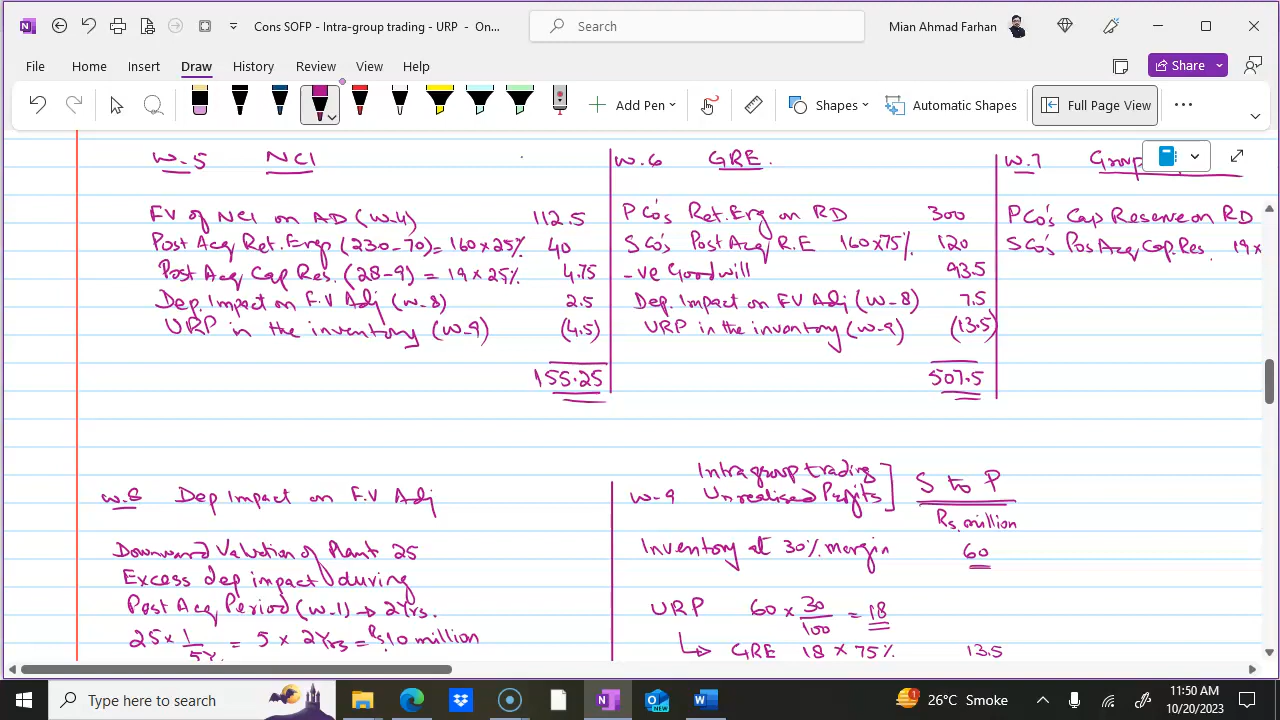 Cons SOFP - Intra-group trading - URP - On...
Search
Mian Ahmad Farhan
File Home Insert Draw History Review View Help
Share
Add Pen
Shapes
Automatic Shapes
Full Page View
W-5 NCI
FV of NCI on AD (W-4) 112.5
Post Acq Ret. Ergp (230-70) = 160 x 25% 40
Post Acq Cap Res. (28-9) = 19 x 25% 4.75
Dep. Impact on F.V Adj (W-8) 2.5
URP in the inventory (W-9) (4.5)
155.25
W-6 GRE.
P Co's Ret. Erg on RD 300
S Co's Post Acq R.E 160x75% 120
-ve Goodwill 93.5
Dep. Impact on FV Adj (W-8) 7.5
URP in the inventory (W-9) (13.5)
507.5
W-7 Group
P Co's Cap Reserve on RD
S Co's Post Acq Cap. Res. 19x
W-8 Dep Impact on F.V Adj
Downward Valuation of Plant 25
Excess dep impact during
Post Acq Period (W-1) → 2 Yrs.
25 x 1/5Y = 5 x 2 Yrs = Rs.10 million
Intragroup trading
W-9 Unrealised Profits S to P
Rs. million
Inventory at 30% margin 60
URP 60 x 30/100 = 18
GRE 18 x 75% 13.5
Type here to search
26°C Smoke
1
11:50 AM
10/20/2023